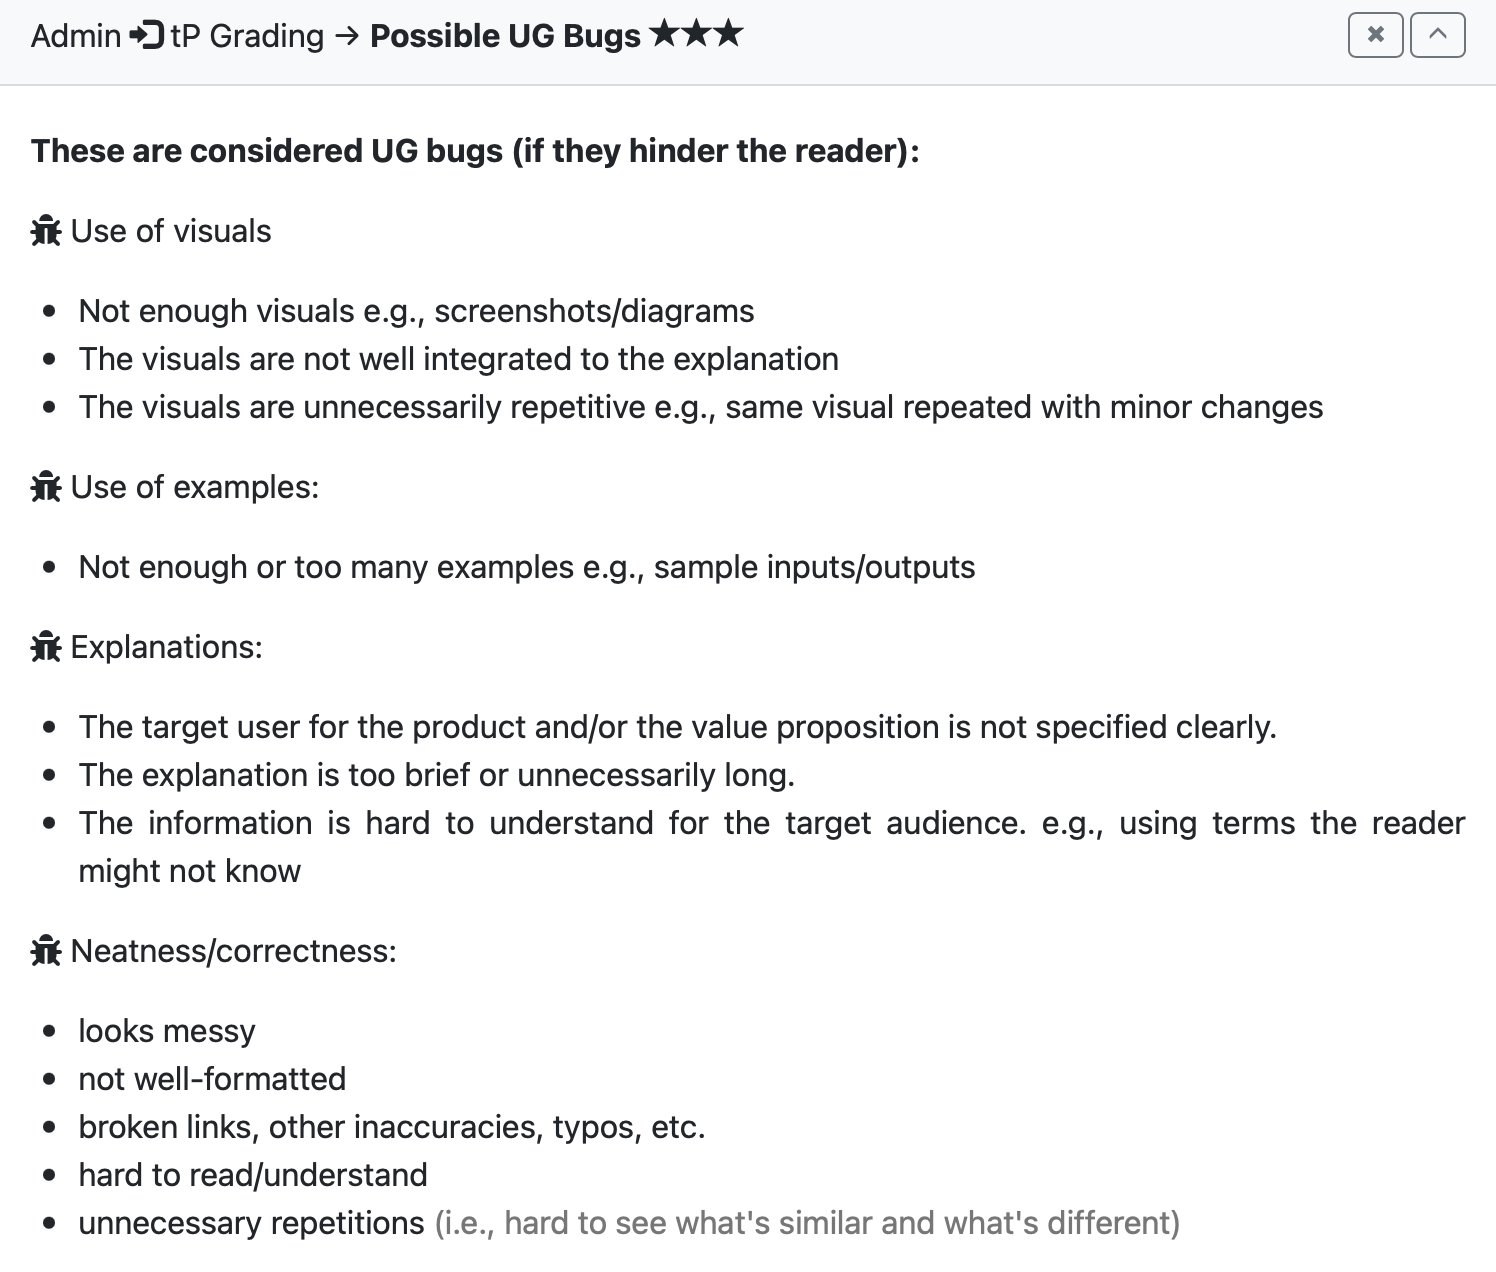 Admin tP Grading → Possible UG Bugs ★★★
These are considered UG bugs (if they hinder the reader):
Use of visuals
• Not enough visuals e.g., screenshots/diagrams
• The visuals are not well integrated to the explanation
• The visuals are unnecessarily repetitive e.g., same visual repeated with minor changes
Use of examples:
• Not enough or too many examples e.g., sample inputs/outputs
Explanations:
• The target user for the product and/or the value proposition is not specified clearly.
• The explanation is too brief or unnecessarily long.
• The information is hard to understand for the target audience. e.g., using terms the reader
might not know
Neatness/correctness:
• looks messy
• not well-formatted
• broken links, other inaccuracies, typos, etc.
• hard to read/understand
• unnecessary repetitions (i.e., hard to see what's similar and what's different)